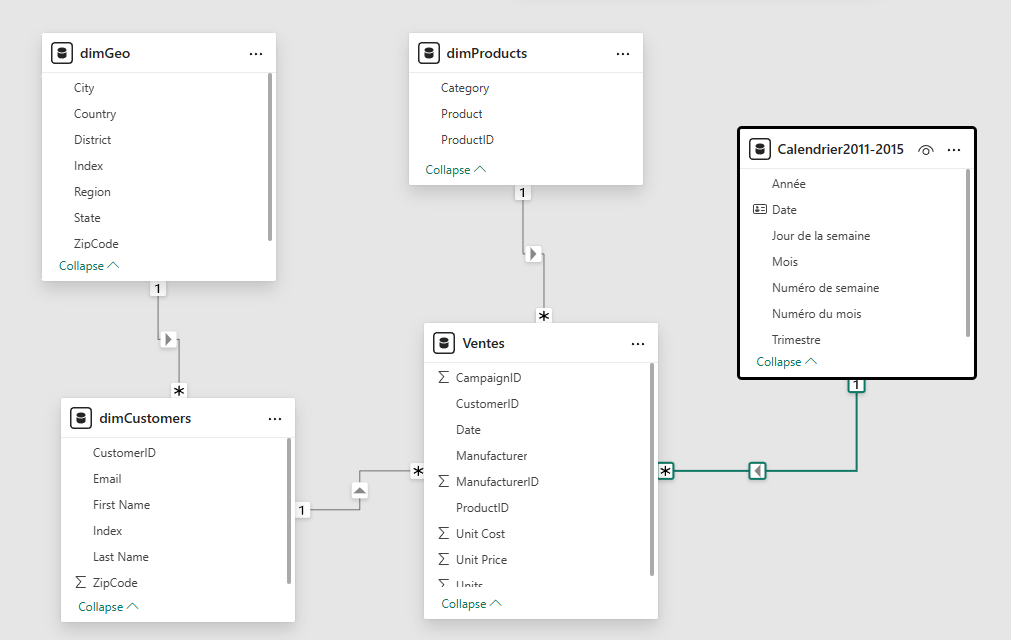 dimGeo
City
Country
District
Index
Region
State
ZipCode
Collapse
1
*
dimProducts
Category
Product
ProductID
Collapse
1
*
Calendrier2011-2015
Année
Date
Jour de la semaine
Mois
Numéro de semaine
Numéro du mois
Trimestre
Collapse
1
*
dimCustomers
CustomerID
Email
First Name
Index
Last Name
Σ ZipCode
Collapse
1
*
Ventes
Σ CampaignID
CustomerID
Date
Manufacturer
Σ ManufacturerID
ProductID
Σ Unit Cost
Σ Unit Price
Σ Units
Collapse